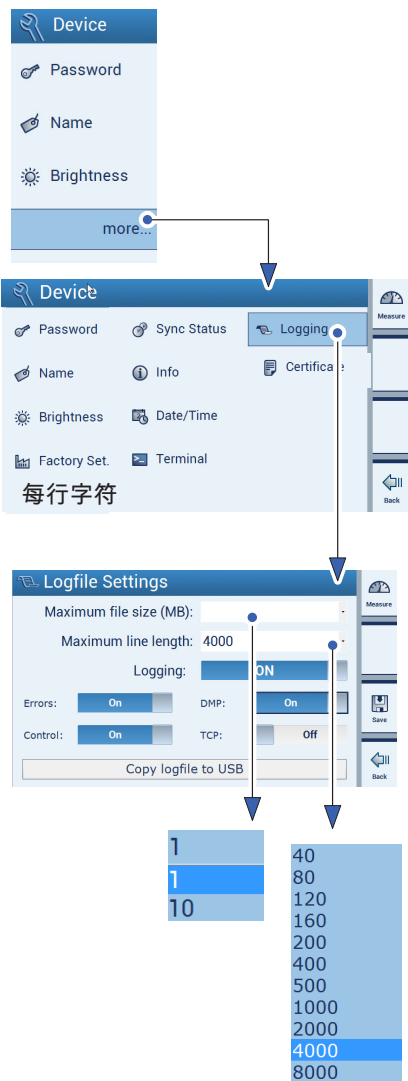 Device
Password
Name
Brightness
more...
Device
Measure
Password
Sync Status
Logging
Name
Info
Certificate
Brightness
Date/Time
Factory Set.
Terminal
每行字符
Back
Logfile Settings
Measure
Maximum file size (MB):
Maximum line length: 4000
Logging: ON
Errors: On DMP: On
Save
Control: On TCP: Off
Copy logfile to USB
Back
1
1
10
40
80
120
160
200
400
500
1000
2000
4000
8000